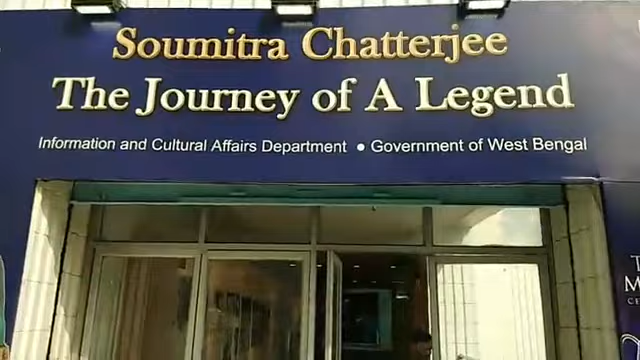 Soumitra Chatterjee
The Journey of A Legend
Information and Cultural Affairs Department • Government of West Bengal